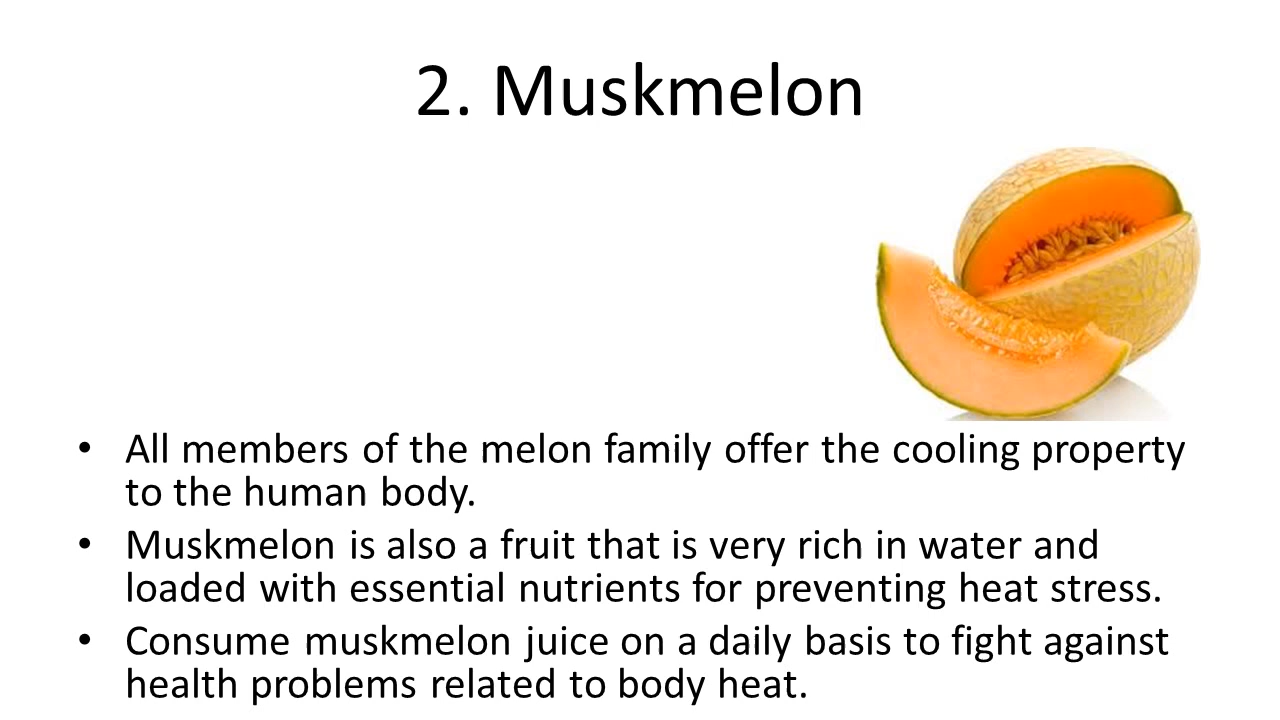 2. Muskmelon
• All members of the melon family offer the cooling property
to the human body.
• Muskmelon is also a fruit that is very rich in water and
loaded with essential nutrients for preventing heat stress.
• Consume muskmelon juice on a daily basis to fight against
health problems related to body heat.